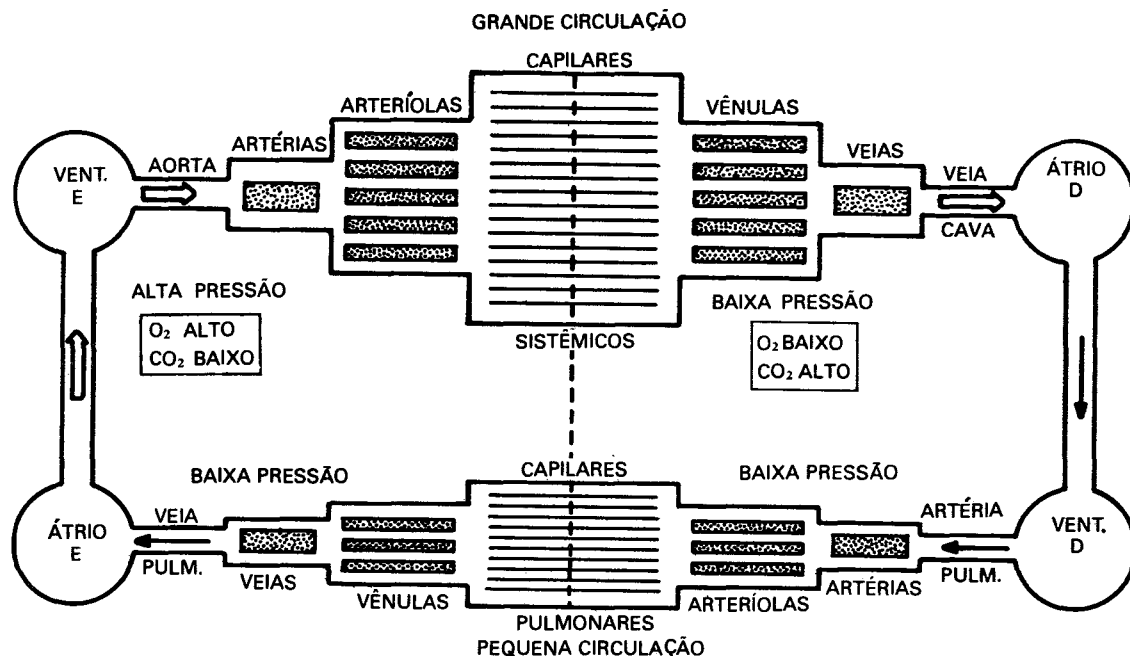 GRANDE CIRCULAÇÃO
CAPILARES
ARTERÍOLAS
VÊNULAS
ARTÉRIAS
VEIAS
VENT.
E
AORTA
VEIA
CAVA
ÁTRIO
D
ALTA PRESSÃO
O₂ ALTO
CO₂ BAIXO
SISTÊMICOS
BAIXA PRESSÃO
O₂ BAIXO
CO₂ ALTO
BAIXA PRESSÃO
CAPILARES
BAIXA PRESSÃO
ÁTRIO
E
VEIA
PULM.
VEIAS
VÊNULAS
PULMONARES
ARTERÍOLAS
ARTÉRIAS
ARTÉRIA
PULM.
VENT.
D
PEQUENA CIRCULAÇÃO